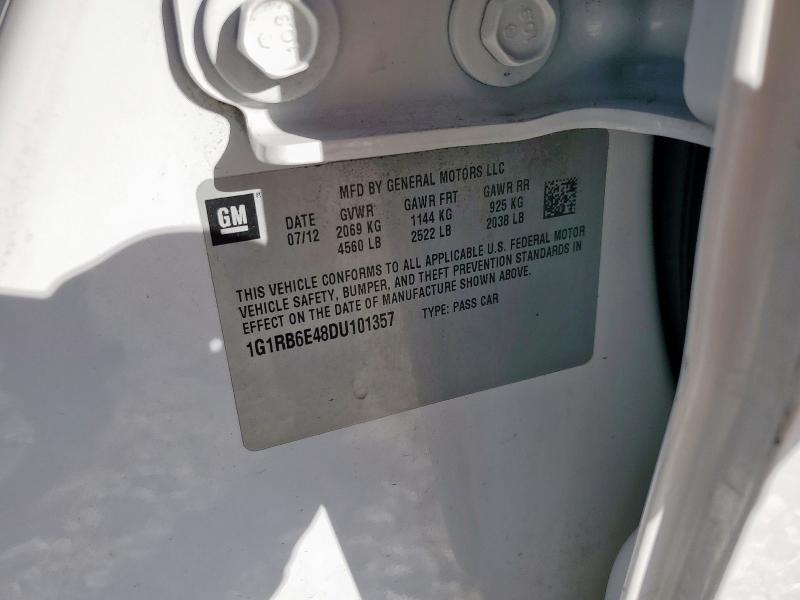 MFD BY GENERAL MOTORS LLC
GM
DATE GVWR GAWR FRT GAWR RR
07/12 2069 KG 1144 KG 925 KG
4560 LB 2522 LB 2038 LB
THIS VEHICLE CONFORMS TO ALL APPLICABLE U.S. FEDERAL MOTOR
VEHICLE SAFETY, BUMPER, AND THEFT PREVENTION STANDARDS IN
EFFECT ON THE DATE OF MANUFACTURE SHOWN ABOVE.
1G1RB6E48DU101357 TYPE: PASS CAR